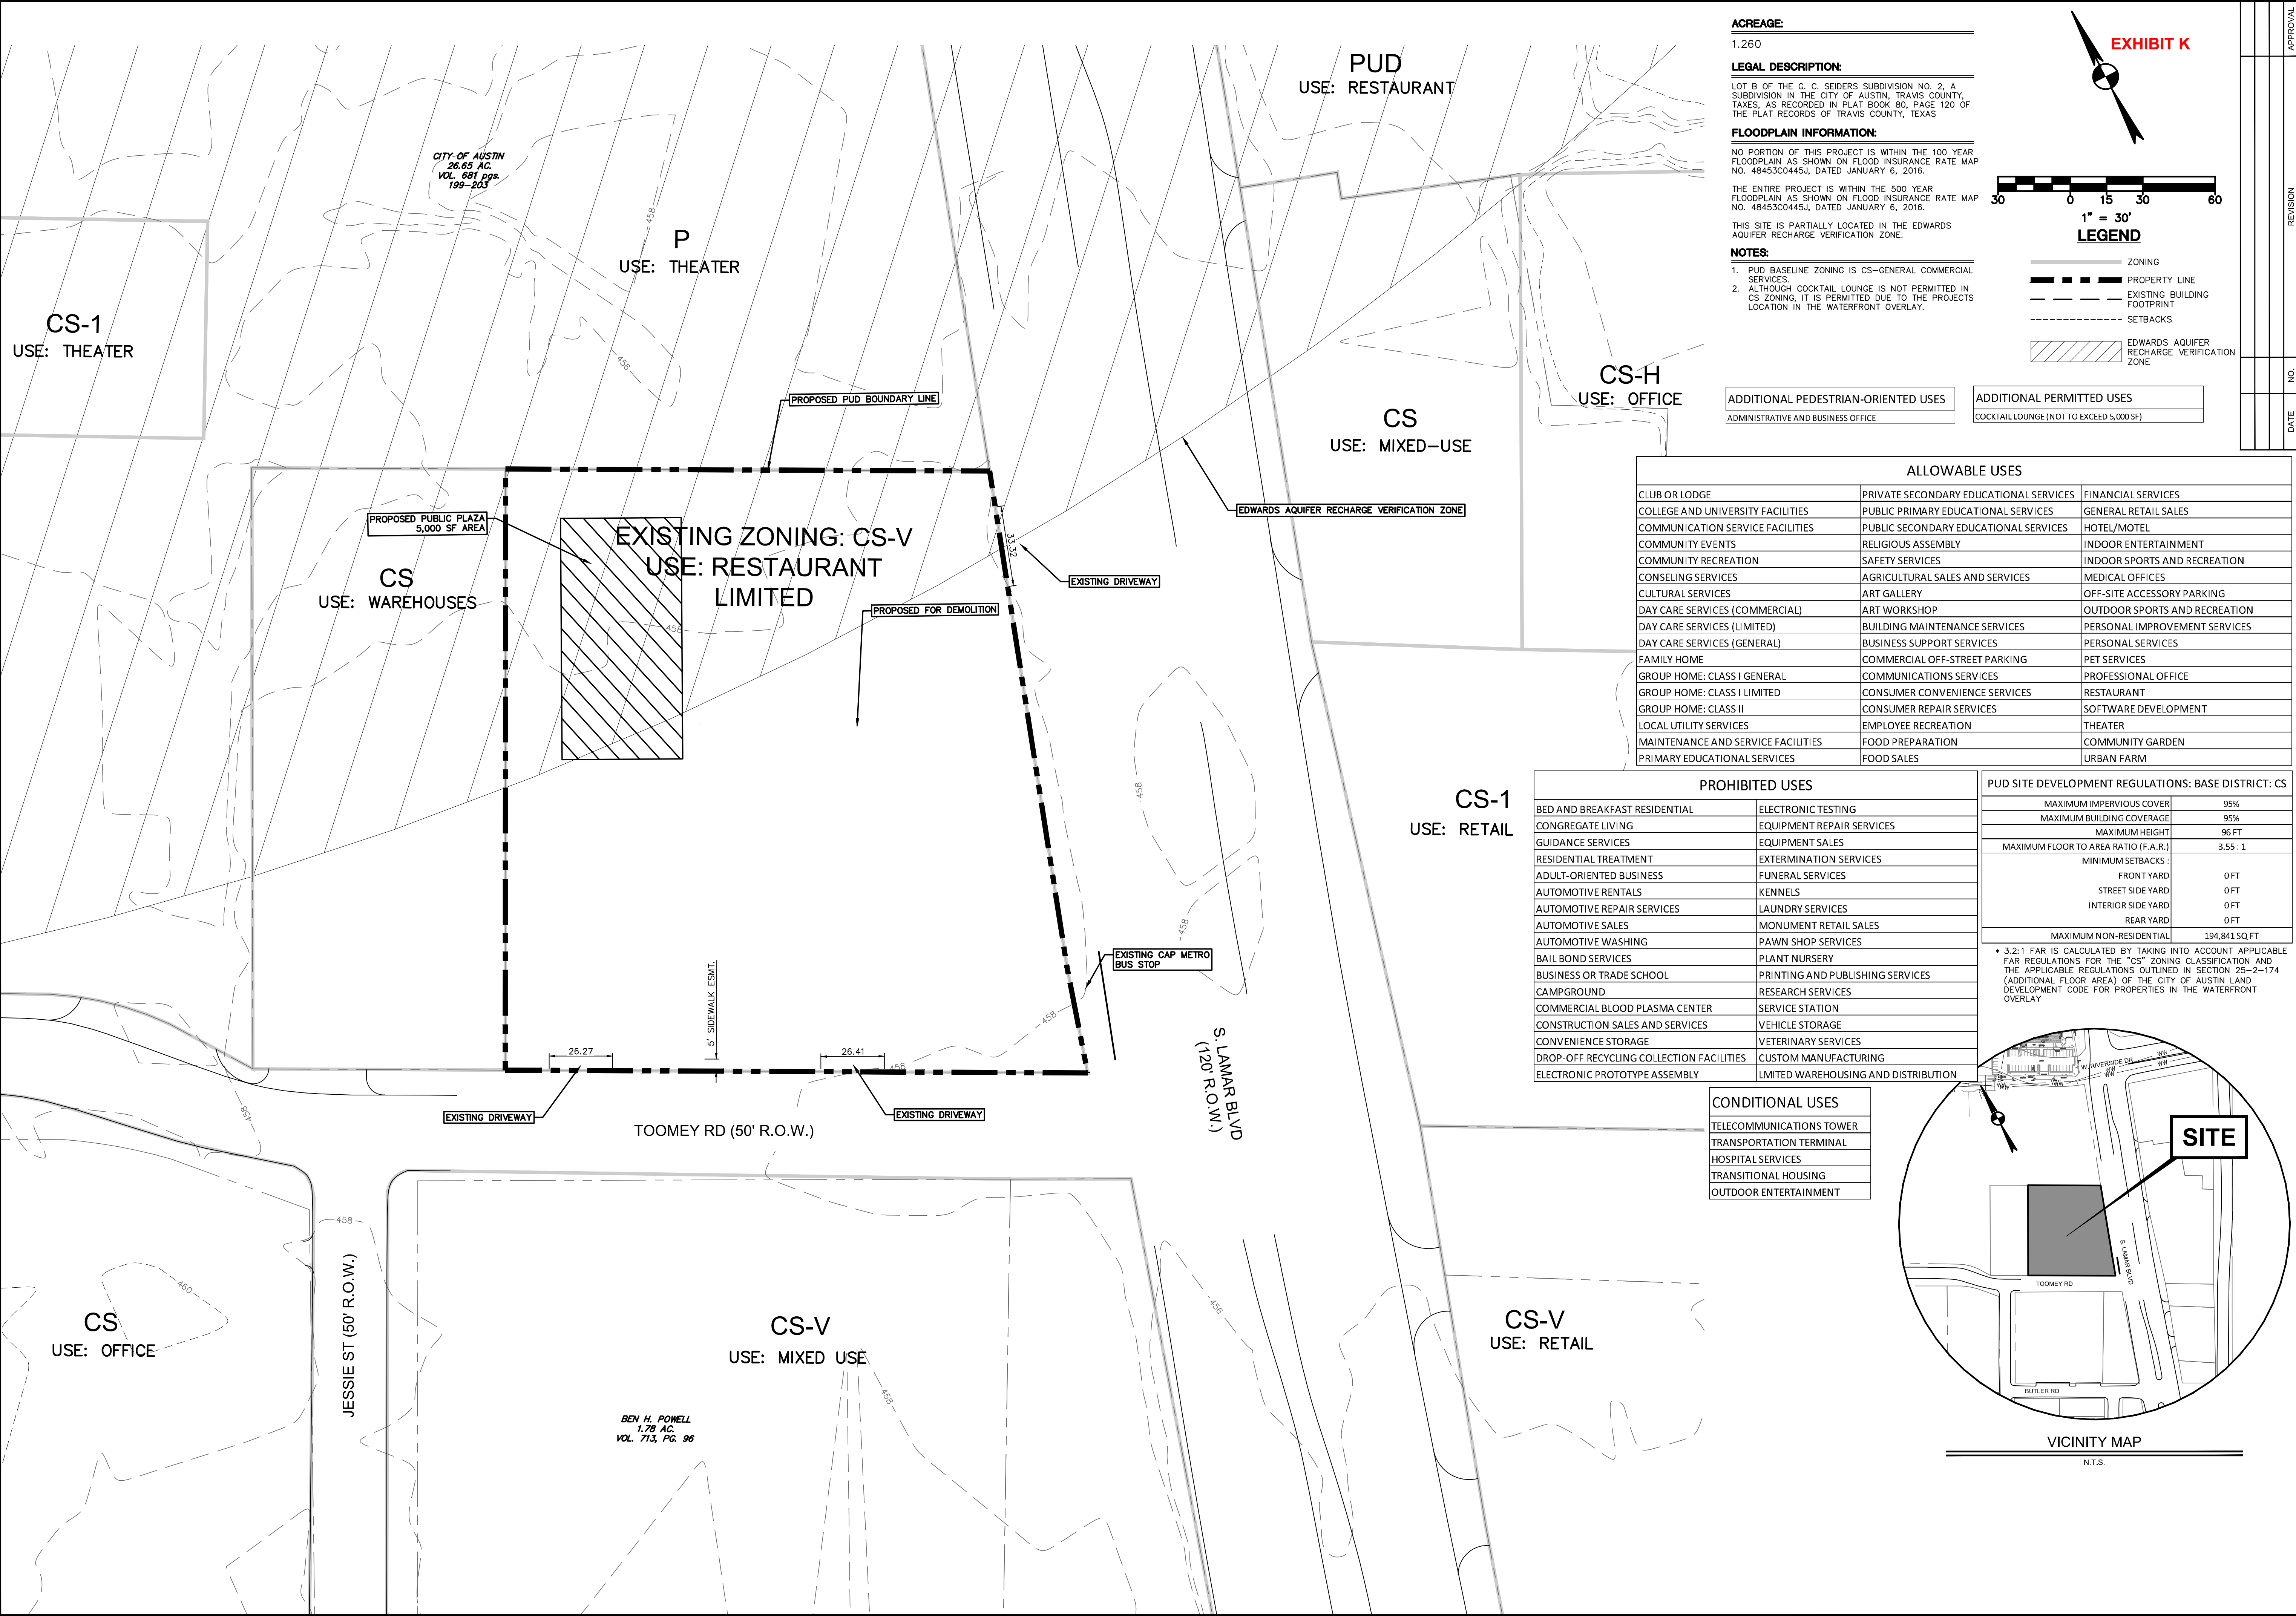 PUD
USE: RESTAURANT
CITY OF AUSTIN
26.65 AC.
VOL. 681 pgs.
199-203
458
P
USE: THEATER
CS-1
USE: THEATER
456
PROPOSED PUD BOUNDARY LINE
CS
USE: MIXED-USE
CS-H
USE: OFFICE
PROPOSED PUBLIC PLAZA
5,000 SF AREA
EXISTING ZONING: CS-V
USE: RESTAURANT
LIMITED
EDWARDS AQUIFER RECHARGE VERIFICATION ZONE
33.32
EXISTING DRIVEWAY
CS
USE: WAREHOUSES
PROPOSED FOR DEMOLITION
458
458
CS-1
USE: RETAIL
458
EXISTING CAP METRO
BUS STOP
5' SIDEWALK ESMT.
458
26.27
26.41
458
EXISTING DRIVEWAY
EXISTING DRIVEWAY
TOOMEY RD (50' R.O.W.)
S. LAMAR BLVD
(120' R.O.W.)
458
458
460
CS
USE: OFFICE
JESSIE ST (50' R.O.W.)
CS-V
USE: MIXED USE
458
BEN H. POWELL
1.78 AC.
VOL. 713, PG. 96
456
CS-V
USE: RETAIL
ACREAGE:
1.260
LEGAL DESCRIPTION:
LOT B OF THE G. C. SEIDERS SUBDIVISION NO. 2, A
SUBDIVISION IN THE CITY OF AUSTIN, TRAVIS COUNTY,
TAXES, AS RECORDED IN PLAT BOOK 80, PAGE 120 OF
THE PLAT RECORDS OF TRAVIS COUNTY, TEXAS
FLOODPLAIN INFORMATION:
NO PORTION OF THIS PROJECT IS WITHIN THE 100 YEAR
FLOODPLAIN AS SHOWN ON FLOOD INSURANCE RATE MAP
NO. 48453C0445J, DATED JANUARY 6, 2016.
THE ENTIRE PROJECT IS WITHIN THE 500 YEAR
FLOODPLAIN AS SHOWN ON FLOOD INSURANCE RATE MAP
NO. 48453C0445J, DATED JANUARY 6, 2016.
THIS SITE IS PARTIALLY LOCATED IN THE EDWARDS
AQUIFER RECHARGE VERIFICATION ZONE.
NOTES:
1. PUD BASELINE ZONING IS CS-GENERAL COMMERCIAL
SERVICES.
2. ALTHOUGH COCKTAIL LOUNGE IS NOT PERMITTED IN
CS ZONING, IT IS PERMITTED DUE TO THE PROJECTS
LOCATION IN THE WATERFRONT OVERLAY.
EXHIBIT K
30 0 15 30 60
1" = 30'
LEGEND
ZONING
PROPERTY LINE
EXISTING BUILDING
FOOTPRINT
SETBACKS
EDWARDS AQUIFER
RECHARGE VERIFICATION
ZONE
APPROVAL
REVISION
NO.
DATE
ADDITIONAL PEDESTRIAN-ORIENTED USES
ADMINISTRATIVE AND BUSINESS OFFICE
ADDITIONAL PERMITTED USES
COCKTAIL LOUNGE (NOT TO EXCEED 5,000 SF)
ALLOWABLE USES
CLUB OR LODGE PRIVATE SECONDARY EDUCATIONAL SERVICES FINANCIAL SERVICES
COLLEGE AND UNIVERSITY FACILITIES PUBLIC PRIMARY EDUCATIONAL SERVICES GENERAL RETAIL SALES
COMMUNICATION SERVICE FACILITIES PUBLIC SECONDARY EDUCATIONAL SERVICES HOTEL/MOTEL
COMMUNITY EVENTS RELIGIOUS ASSEMBLY INDOOR ENTERTAINMENT
COMMUNITY RECREATION SAFETY SERVICES INDOOR SPORTS AND RECREATION
CONSELING SERVICES AGRICULTURAL SALES AND SERVICES MEDICAL OFFICES
CULTURAL SERVICES ART GALLERY OFF-SITE ACCESSORY PARKING
DAY CARE SERVICES (COMMERCIAL) ART WORKSHOP OUTDOOR SPORTS AND RECREATION
DAY CARE SERVICES (LIMITED) BUILDING MAINTENANCE SERVICES PERSONAL IMPROVEMENT SERVICES
DAY CARE SERVICES (GENERAL) BUSINESS SUPPORT SERVICES PERSONAL SERVICES
FAMILY HOME COMMERCIAL OFF-STREET PARKING PET SERVICES
GROUP HOME: CLASS I GENERAL COMMUNICATIONS SERVICES PROFESSIONAL OFFICE
GROUP HOME: CLASS I LIMITED CONSUMER CONVENIENCE SERVICES RESTAURANT
GROUP HOME: CLASS II CONSUMER REPAIR SERVICES SOFTWARE DEVELOPMENT
LOCAL UTILITY SERVICES EMPLOYEE RECREATION THEATER
MAINTENANCE AND SERVICE FACILITIES FOOD PREPARATION COMMUNITY GARDEN
PRIMARY EDUCATIONAL SERVICES FOOD SALES URBAN FARM
PROHIBITED USES
BED AND BREAKFAST RESIDENTIAL ELECTRONIC TESTING
CONGREGATE LIVING EQUIPMENT REPAIR SERVICES
GUIDANCE SERVICES EQUIPMENT SALES
RESIDENTIAL TREATMENT EXTERMINATION SERVICES
ADULT-ORIENTED BUSINESS FUNERAL SERVICES
AUTOMOTIVE RENTALS KENNELS
AUTOMOTIVE REPAIR SERVICES LAUNDRY SERVICES
AUTOMOTIVE SALES MONUMENT RETAIL SALES
AUTOMOTIVE WASHING PAWN SHOP SERVICES
BAIL BOND SERVICES PLANT NURSERY
BUSINESS OR TRADE SCHOOL PRINTING AND PUBLISHING SERVICES
CAMPGROUND RESEARCH SERVICES
COMMERCIAL BLOOD PLASMA CENTER SERVICE STATION
CONSTRUCTION SALES AND SERVICES VEHICLE STORAGE
CONVENIENCE STORAGE VETERINARY SERVICES
DROP-OFF RECYCLING COLLECTION FACILITIES CUSTOM MANUFACTURING
ELECTRONIC PROTOTYPE ASSEMBLY LMITED WAREHOUSING AND DISTRIBUTION
PUD SITE DEVELOPMENT REGULATIONS: BASE DISTRICT: CS
MAXIMUM IMPERVIOUS COVER 95%
MAXIMUM BUILDING COVERAGE 95%
MAXIMUM HEIGHT 96 FT
MAXIMUM FLOOR TO AREA RATIO (F.A.R.) 3.55 : 1
MINIMUM SETBACKS :
FRONT YARD 0 FT
STREET SIDE YARD 0 FT
INTERIOR SIDE YARD 0 FT
REAR YARD 0 FT
MAXIMUM NON-RESIDENTIAL 194,841 SQ FT
* 3.2:1 FAR IS CALCULATED BY TAKING INTO ACCOUNT APPLICABLE
FAR REGULATIONS FOR THE "CS" ZONING CLASSIFICATION AND
THE APPLICABLE REGULATIONS OUTLINED IN SECTION 25-2-174
(ADDITIONAL FLOOR AREA) OF THE CITY OF AUSTIN LAND
DEVELOPMENT CODE FOR PROPERTIES IN THE WATERFRONT
OVERLAY
CONDITIONAL USES
TELECOMMUNICATIONS TOWER
TRANSPORTATION TERMINAL
HOSPITAL SERVICES
TRANSITIONAL HOUSING
OUTDOOR ENTERTAINMENT
W. RIVERSIDE DR
WW
WW
WW
WW
SITE
S. LAMAR BLVD
TOOMEY RD
BUTLER RD
VICINITY MAP
N.T.S.